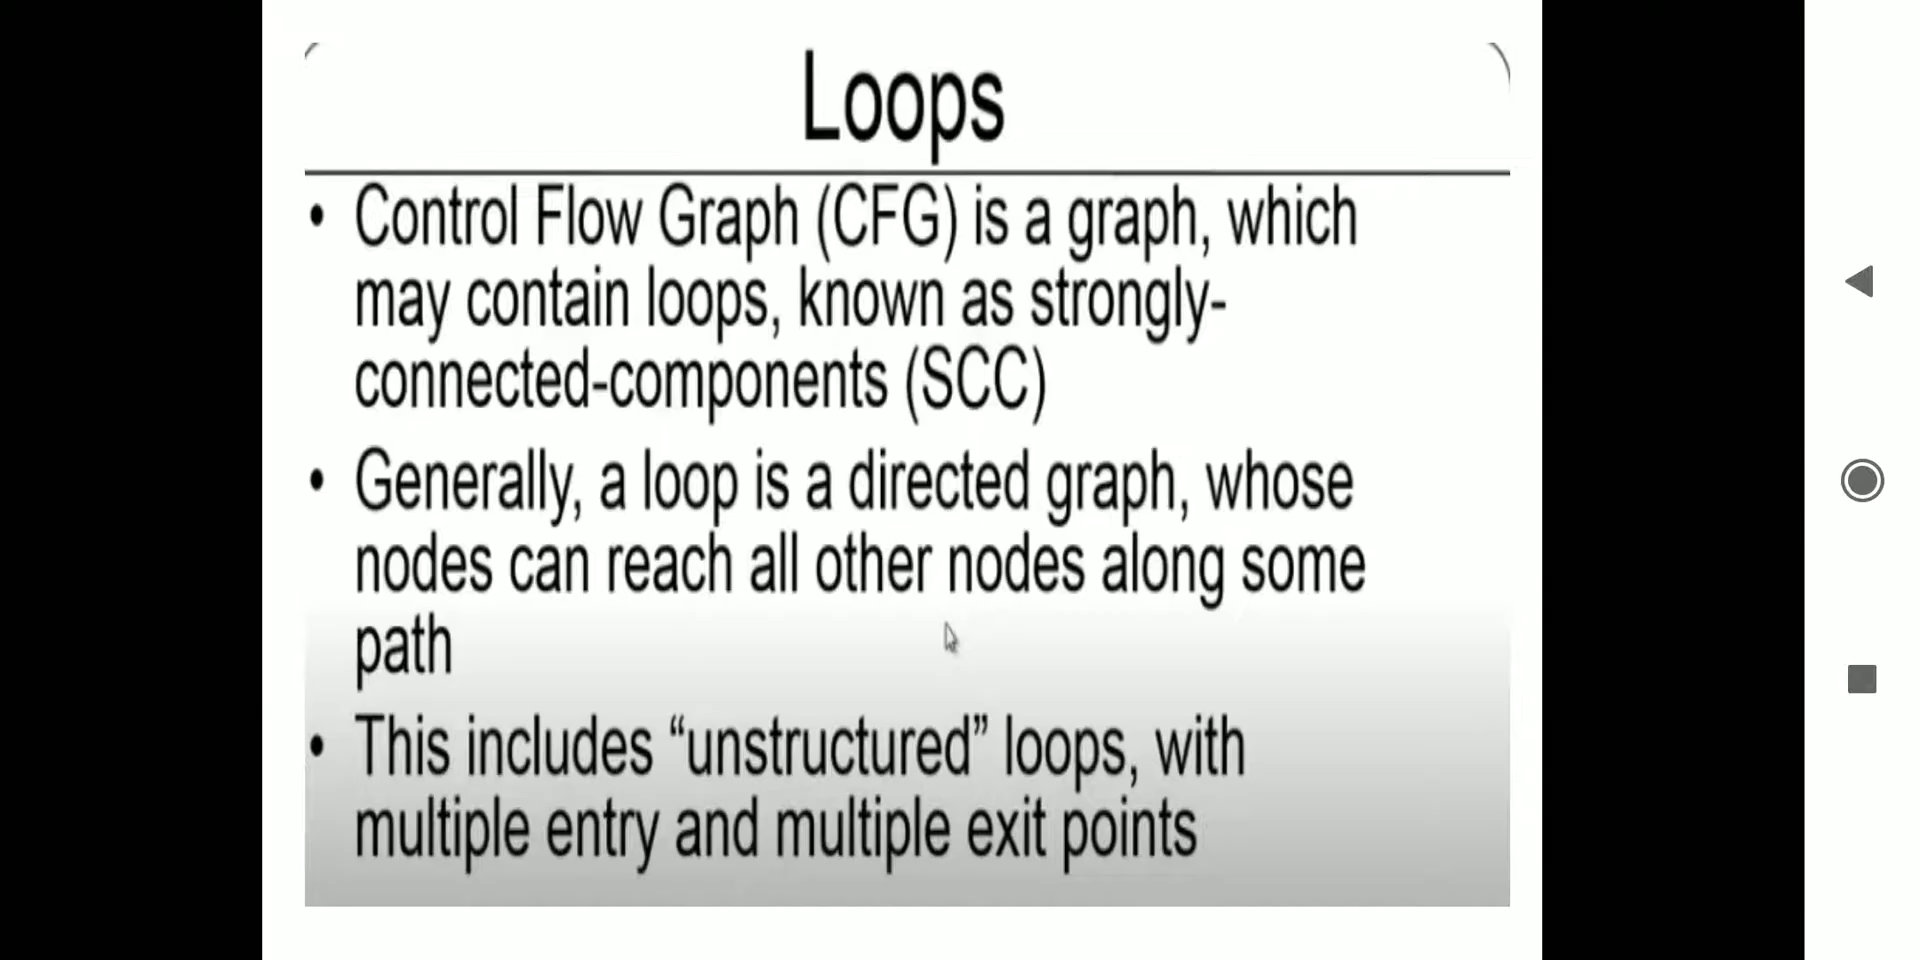 Loops
• Control Flow Graph (CFG) is a graph, which
may contain loops, known as strongly-
connected-components (SCC)
• Generally, a loop is a directed graph, whose
nodes can reach all other nodes along some
path
• This includes “unstructured” loops, with
multiple entry and multiple exit points